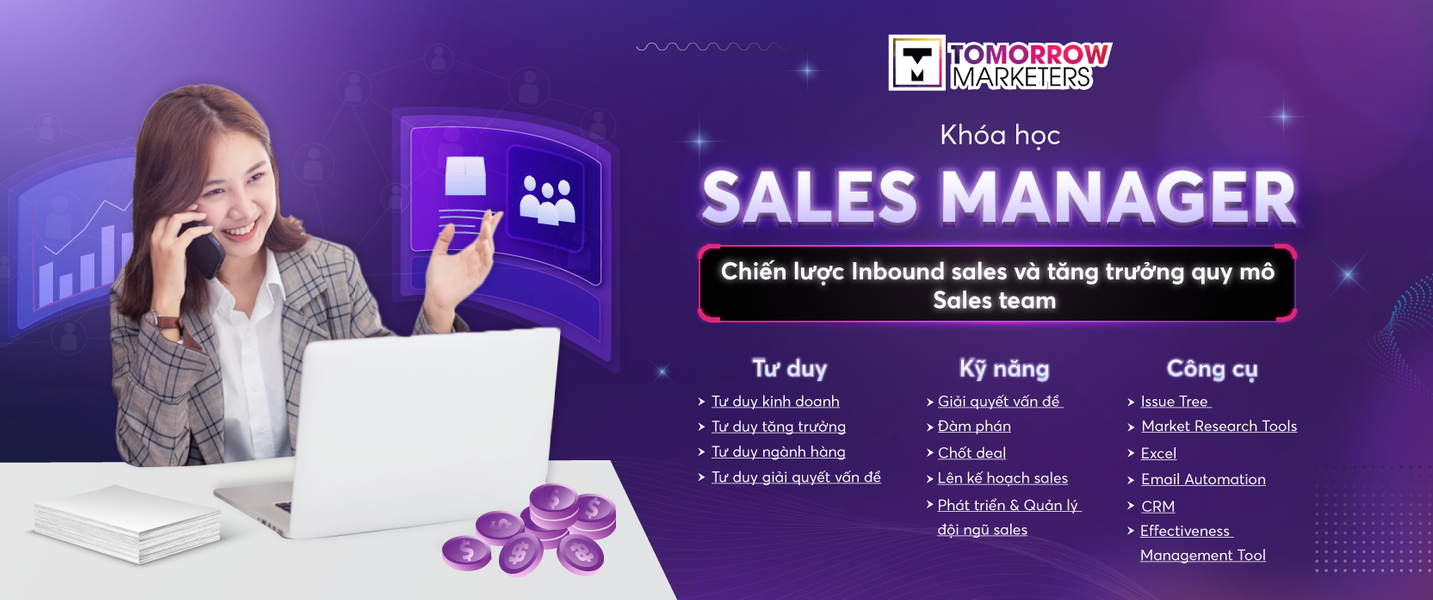 TOMORROW
MARKETERS
Khóa học
SALES MANAGER
Chiến lược Inbound sales và tăng trưởng quy mô
Sales team
Tư duy
Tư duy kinh doanh
Tư duy tăng trưởng
Tư duy ngành hàng
Tư duy giải quyết vấn đề
Kỹ năng
Giải quyết vấn đề
Đàm phán
Chốt deal
Lên kế hoạch sales
Phát triển & Quản lý
đội ngũ sales
Công cụ
Issue Tree
Market Research Tools
Excel
Email Automation
CRM
Effectiveness
Management Tool